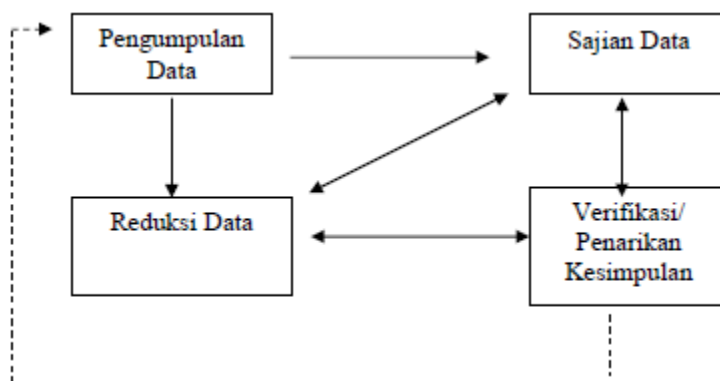 Pengumpulan
Data
Sajian Data
Reduksi Data
Verifikasi/
Penarikan
Kesimpulan